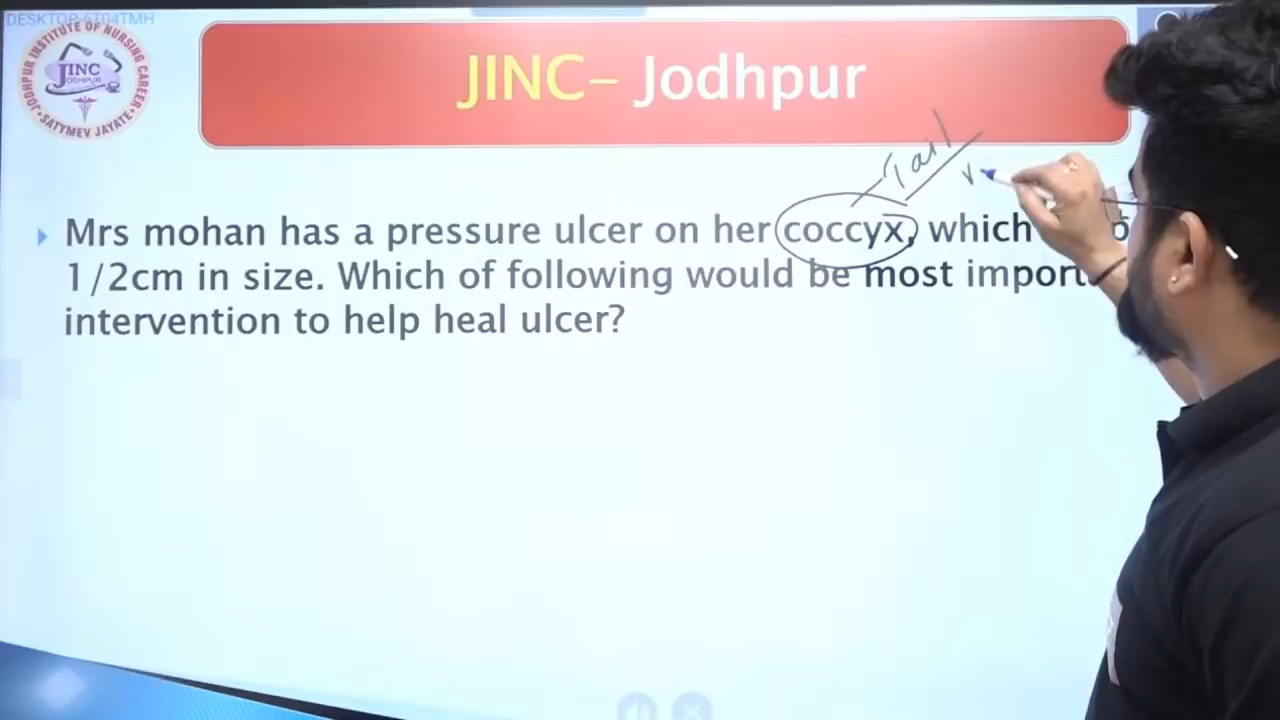 DESKTOP-6T04TMH
JODHPUR INSTITUTE OF NURSING CAREER
JINC
JODHPUR
SATYMEV JAYATE
JINC- Jodhpur
Tail
Mrs mohan has a pressure ulcer on her coccyx, which
1/2cm in size. Which of following would be most
intervention to help heal ulcer?